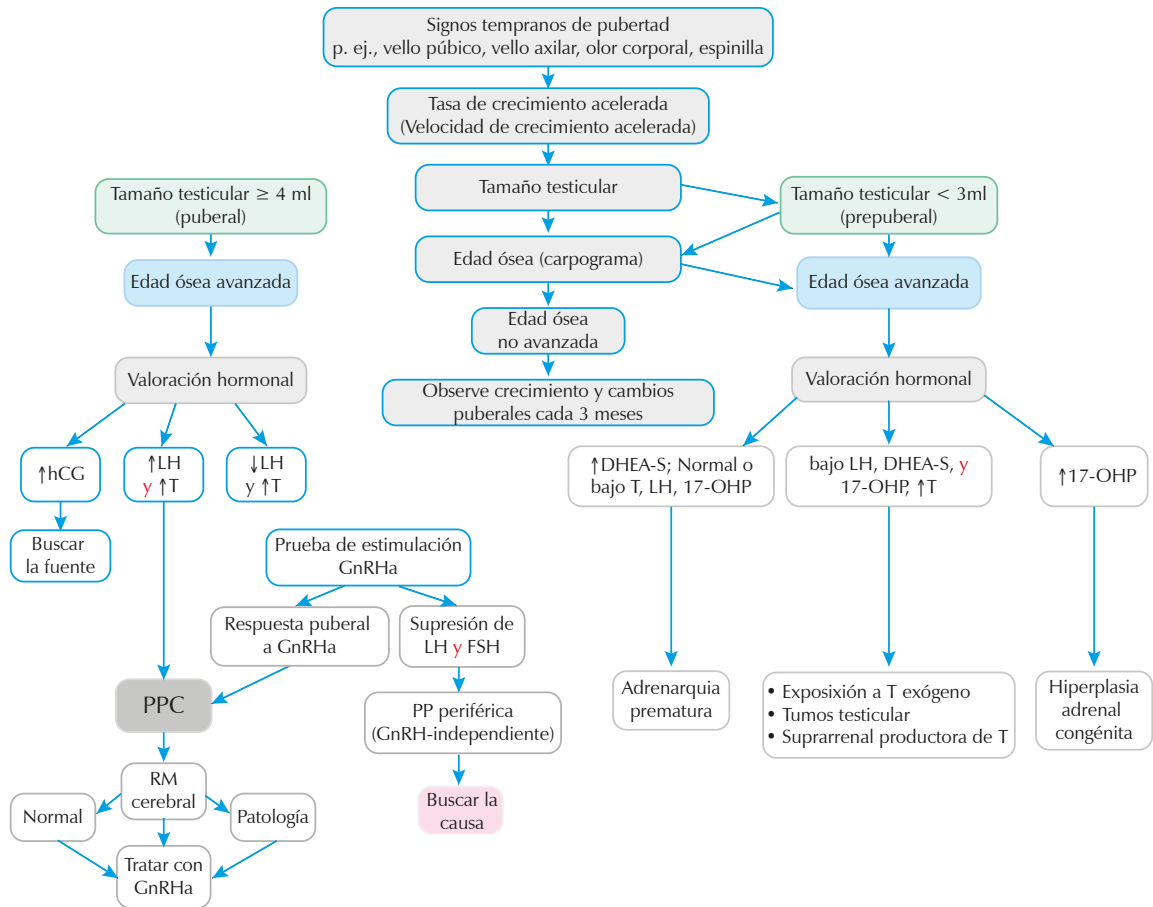 Signos tempranos de pubertad
p. ej., vello púbico, vello axilar, olor corporal, espinilla
Tasa de crecimiento acelerada
(Velocidad de crecimiento acelerada)
Tamaño testicular
Tamaño testicular ≥ 4 ml
(puberal)
Tamaño testicular < 3ml
(prepuberal)
Edad ósea (carpograma)
Edad ósea avanzada
Edad ósea avanzada
Edad ósea
no avanzada
Valoración hormonal
Observe crecimiento y cambios
puberales cada 3 meses
Valoración hormonal
↑hCG
↑LH
y ↑T
↓LH
y ↑T
↑DHEA-S; Normal o
bajo T, LH, 17-OHP
bajo LH, DHEA-S, y
17-OHP, ↑T
↑17-OHP
Buscar
la fuente
Prueba de estimulación
GnRHa
Respuesta puberal
a GnRHa
Supresión de
LH y FSH
PPC
PP periférica
(GnRH-independiente)
Adrenarquia
prematura
• Exposixión a T exógeno
• Tumos testicular
• Suprarrenal productora de T
Hiperplasia
adrenal
congénita
RM
cerebral
Normal
Patología
Buscar la
causa
Tratar con
GnRHa